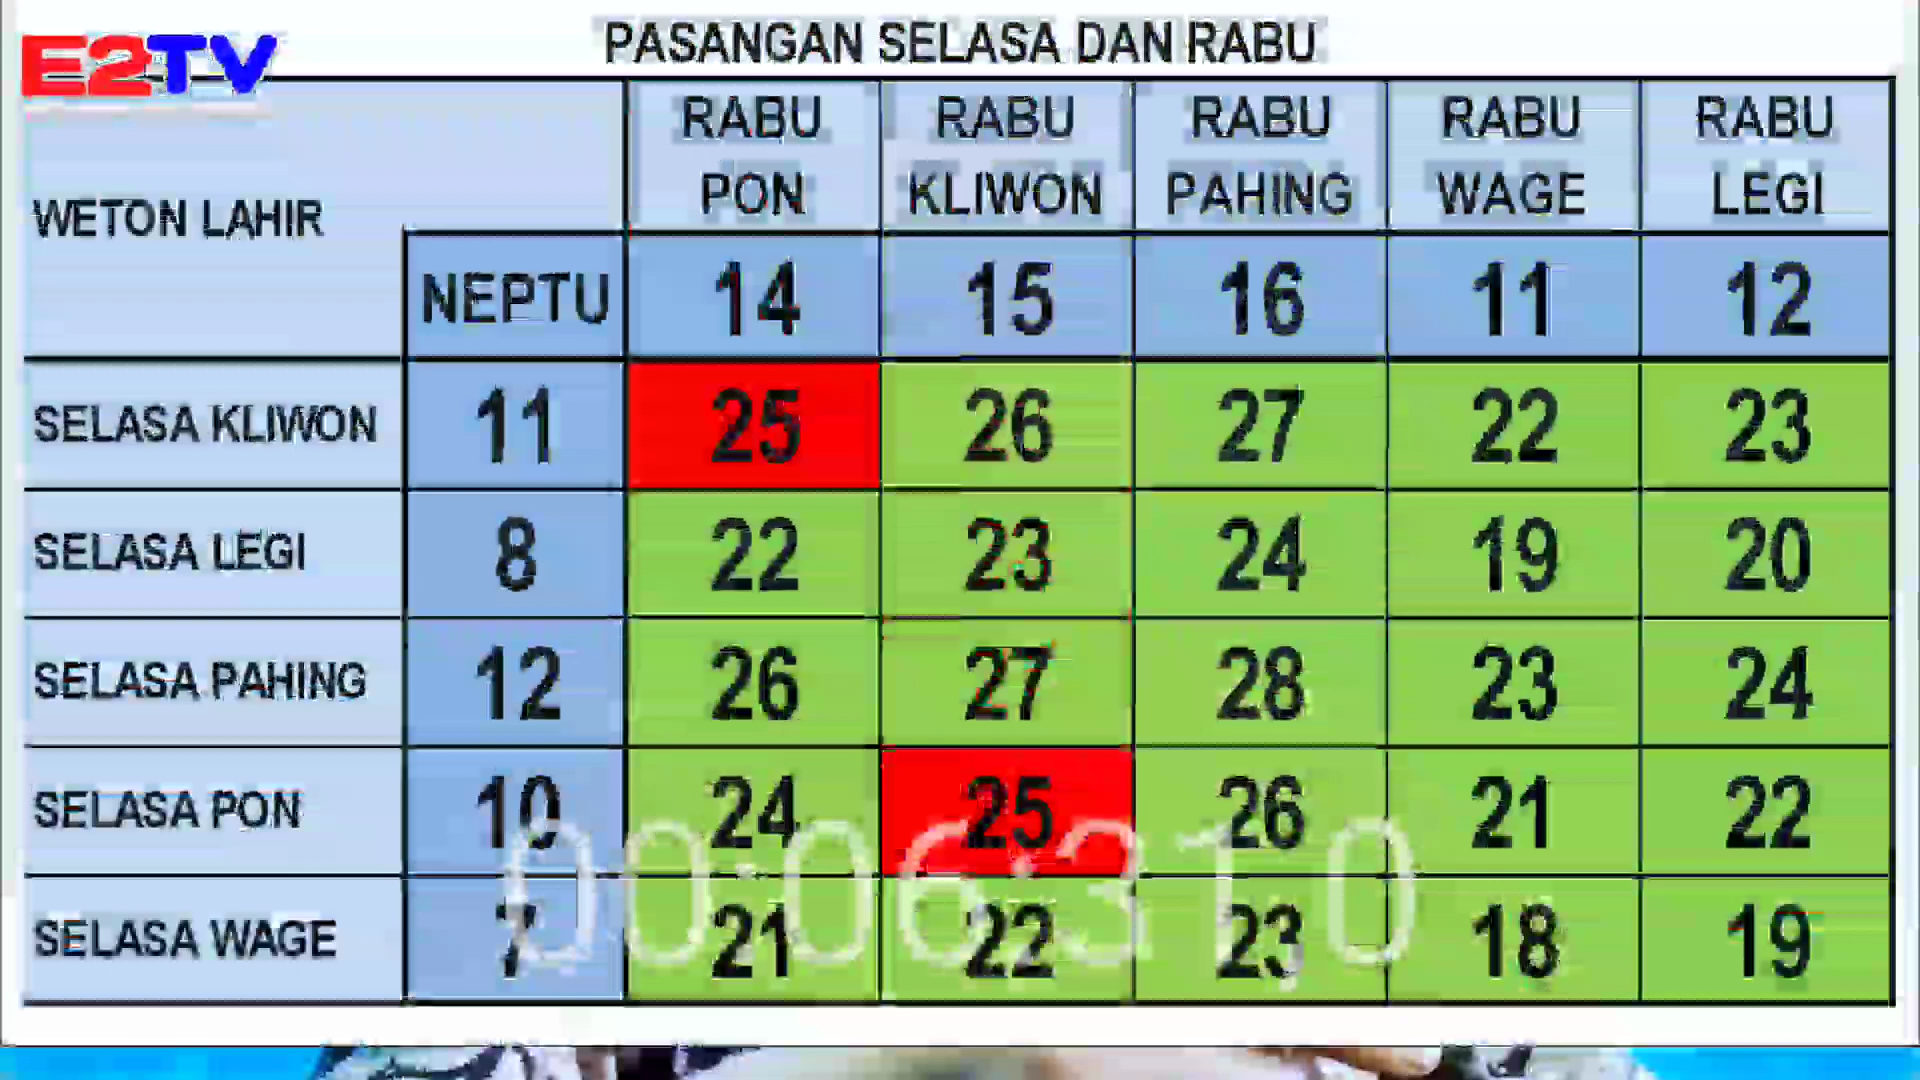 E2TV
PASANGAN SELASA DAN RABU
WETON LAHIR
RABU PON
RABU KLIWON
RABU PAHING
RABU WAGE
RABU LEGI
NEPTU 14 15 16 11 12
SELASA KLIWON 11 25 26 27 22 23
SELASA LEGI 8 22 23 24 19 20
SELASA PAHING 12 26 27 28 23 24
SELASA PON 10 24 25 26 21 22
00:06:31,0
SELASA WAGE 7 21 22 23 18 19